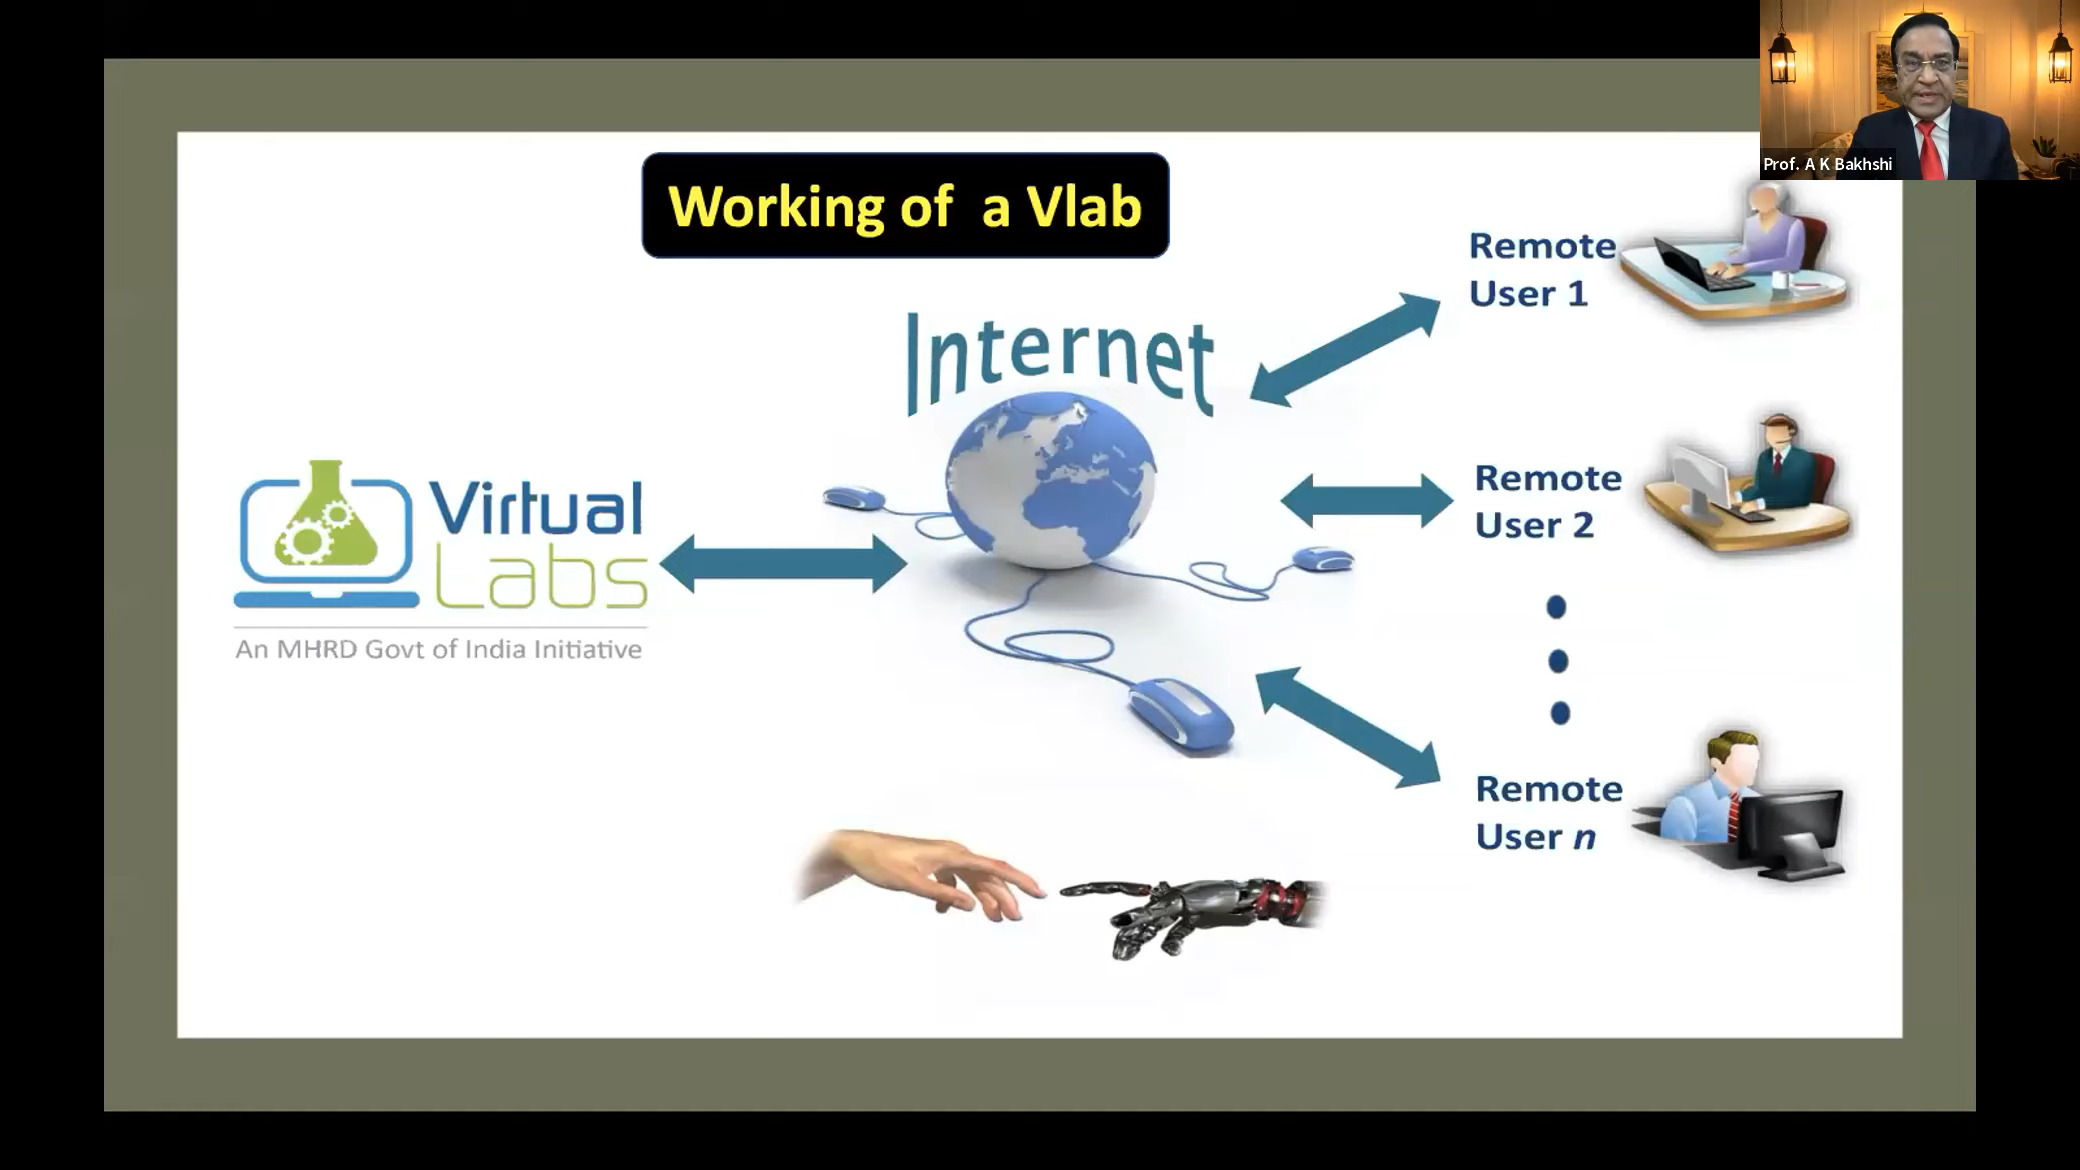 Prof. A K Bakhshi
Working of a Vlab
Remote
User 1
Internet
Remote
User 2
Virtual
Labs
An MHRD Govt of India Initiative
Remote
User n